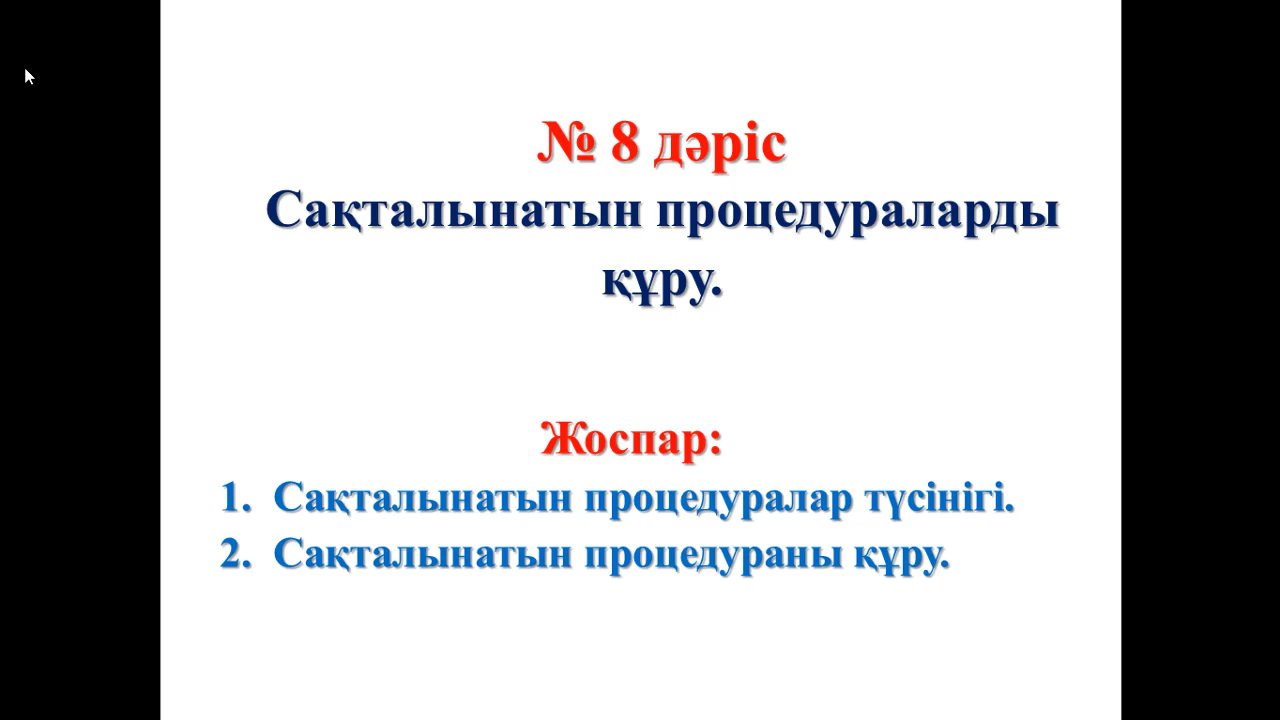 № 8 дәріс
Сақталынатын процедураларды
құру.
Жоспар:
1. Сақталынатын процедуралар түсінігі.
2. Сақталынатын процедураны құру.